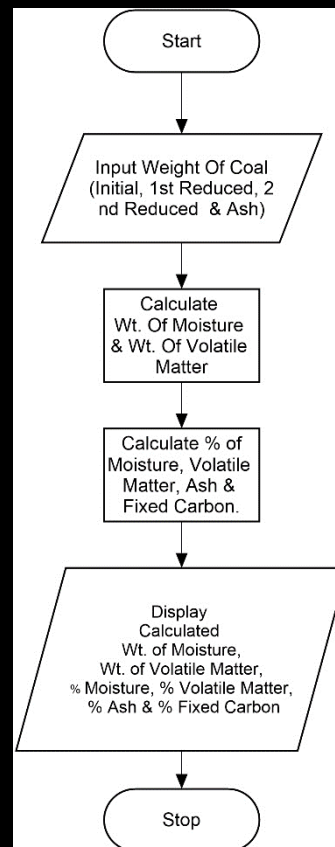 Start
Input Weight Of Coal
(Initial, 1st Reduced, 2
nd Reduced & Ash)
Calculate
Wt. Of Moisture
& Wt. Of Volatile
Matter
Calculate % of
Moisture, Volatile
Matter, Ash &
Fixed Carbon.
Display
Calculated
Wt. of Moisture,
Wt. of Volatile Matter,
% Moisture, % Volatile Matter,
% Ash & % Fixed Carbon
Stop